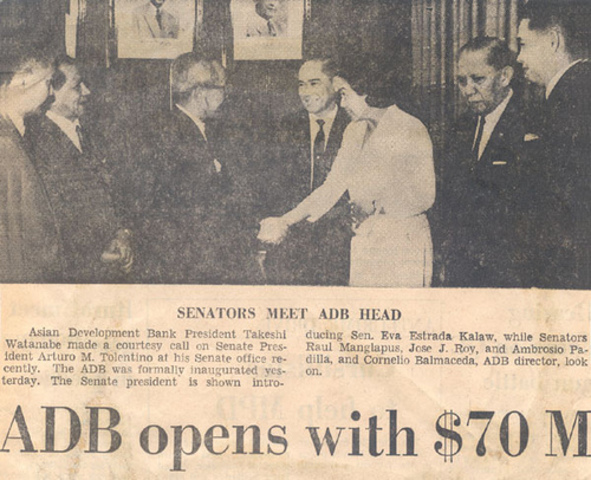 SENATORS MEET ADB HEAD
Asian Development Bank President Takeshi
Watanabe made a courtesy call on Senate Pres-
ident Arturo M. Tolentino at his Senate office re-
cently. The ADB was formally inaugurated yes-
terday. The Senate president is shown intro-
ducing Sen. Eva Estrada Kalaw, while Senators
Raul Manglapus, Jose J. Roy, and Ambrosio Pa-
dilla, and Cornelio Balmaceda, ADB director, look
on.
ADB opens with $70 M